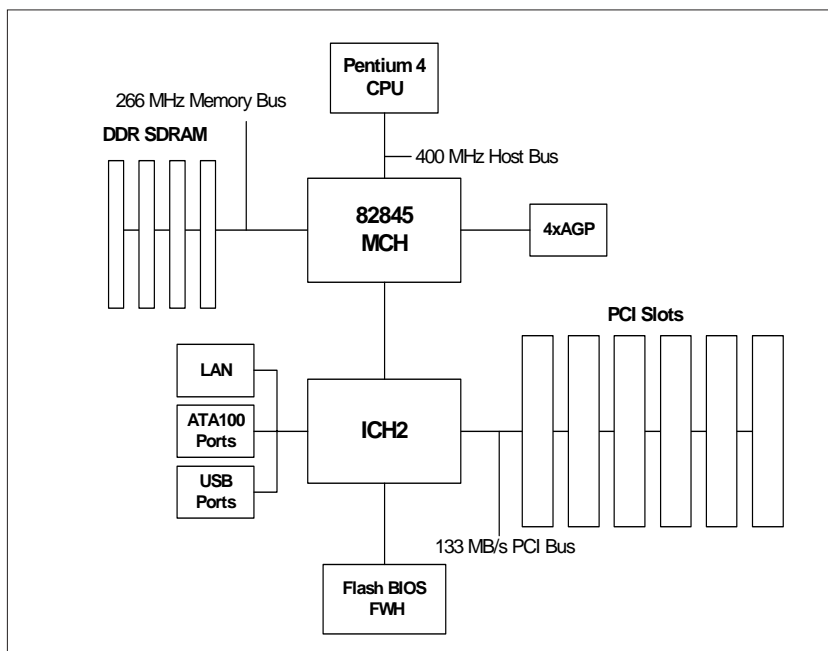 Pentium 4
CPU
266 MHz Memory Bus
DDR SDRAM
400 MHz Host Bus
82845
MCH
4xAGP
PCI Slots
LAN
ATA100
Ports
USB
Ports
ICH2
133 MB/s PCI Bus
Flash BIOS
FWH